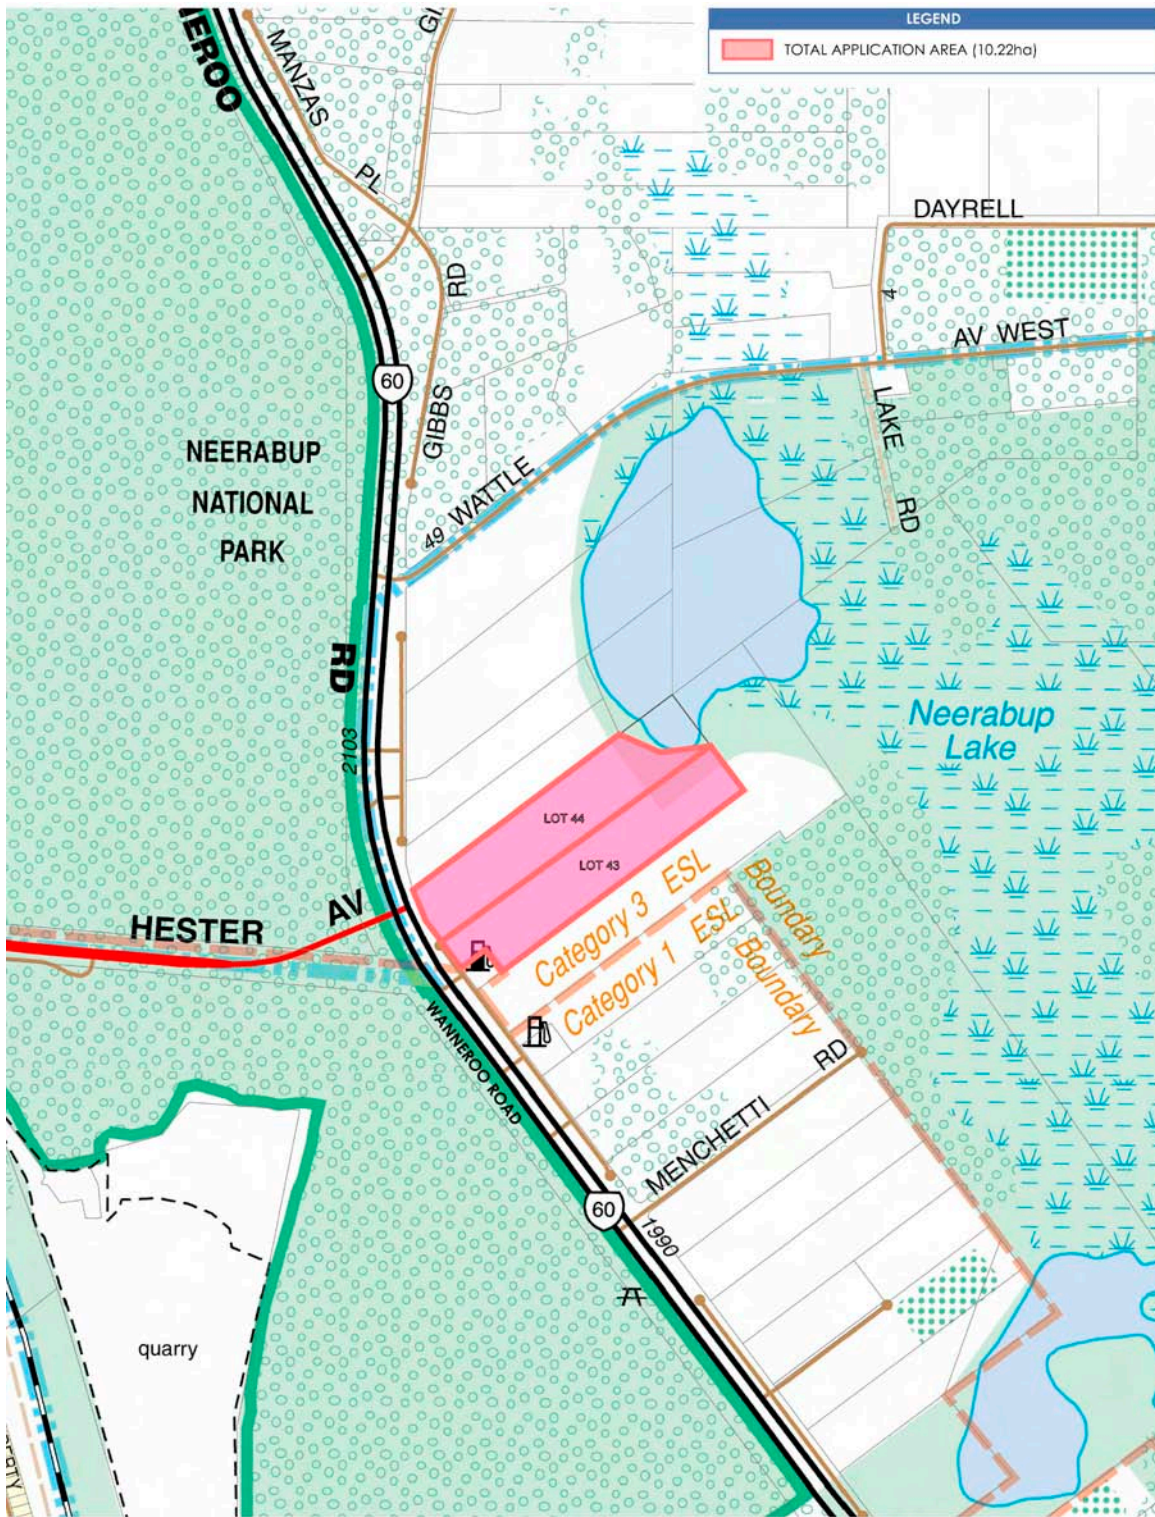 LEGEND
TOTAL APPLICATION AREA (10.22ha)
MANZAS
PL
DAYRELL
RD
4
AV WEST
60
GIBBS
LAKE
RD
NEERABUP
NATIONAL
PARK
49 WATTLE
RD
2103
Neerabup
Lake
LOT 44
LOT 43
HESTER
AV
Category 3 ESL
Boundary
Category 1 ESL
Boundary
WANNEROO ROAD
RD
MENCHETTI
60
1990
quarry